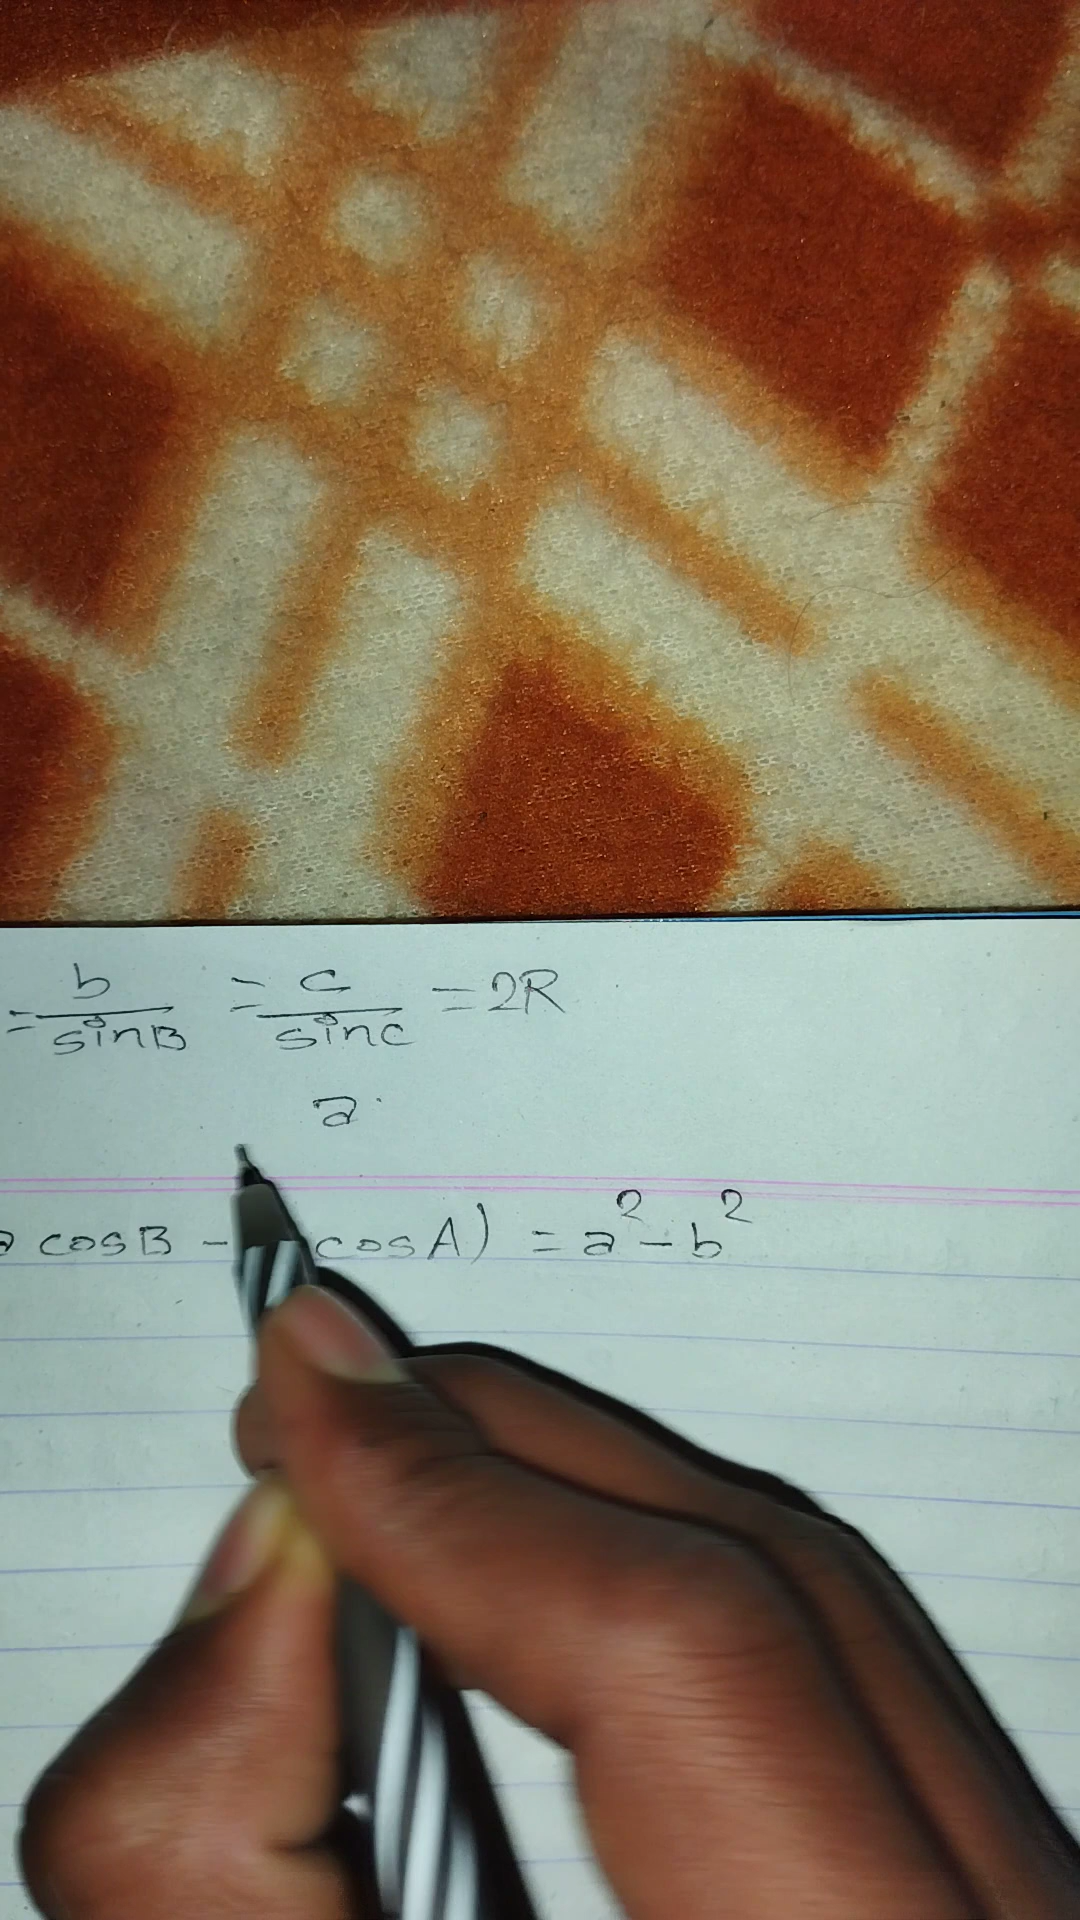 = b/sinB = c/sinC = 2R
a
a cosB - cosA) = a² - b²